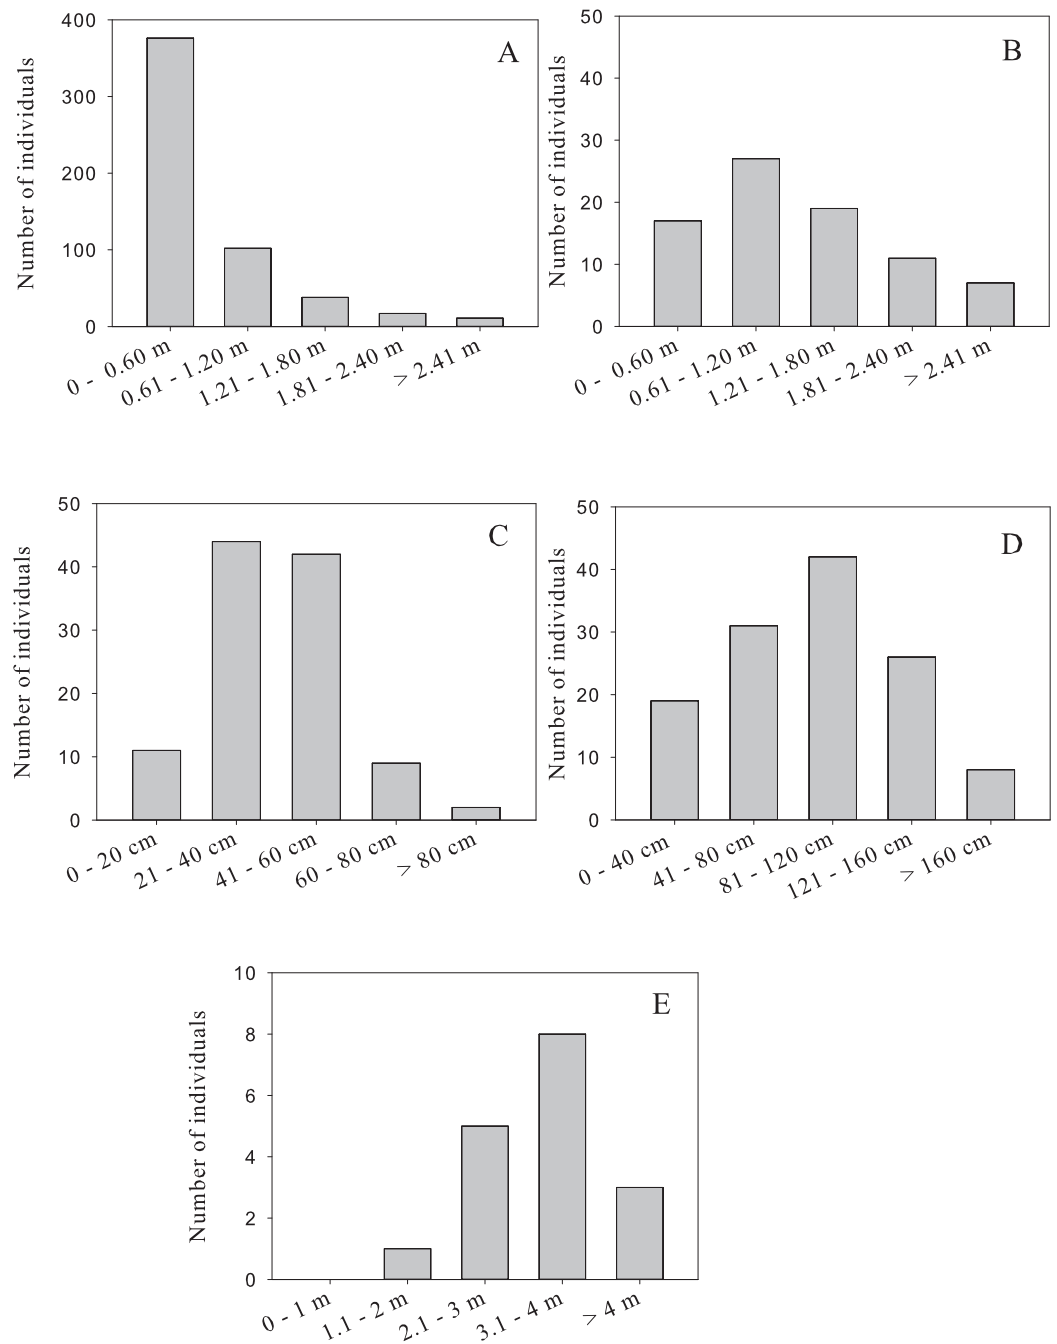 A
Number of individuals
400
300
200
100
0
0 - 0.60 m
0.61 - 1.20 m
1.21 - 1.80 m
1.81 - 2.40 m
> 2.41 m
B
Number of individuals
50
40
30
20
10
0
0 - 0.60 m
0.61 - 1.20 m
1.21 - 1.80 m
1.81 - 2.40 m
> 2.41 m
C
Number of individuals
50
40
30
20
10
0
0 - 20 cm
21 - 40 cm
41 - 60 cm
60 - 80 cm
> 80 cm
D
Number of individuals
50
40
30
20
10
0
0 - 40 cm
41 - 80 cm
81 - 120 cm
121 - 160 cm
> 160 cm
E
Number of individuals
10
8
6
4
2
0
0 - 1 m
1.1 - 2 m
2.1 - 3 m
3.1 - 4 m
> 4 m